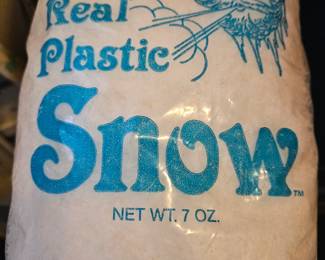 Real
Plastic
Snow™
NET WT. 7 OZ.